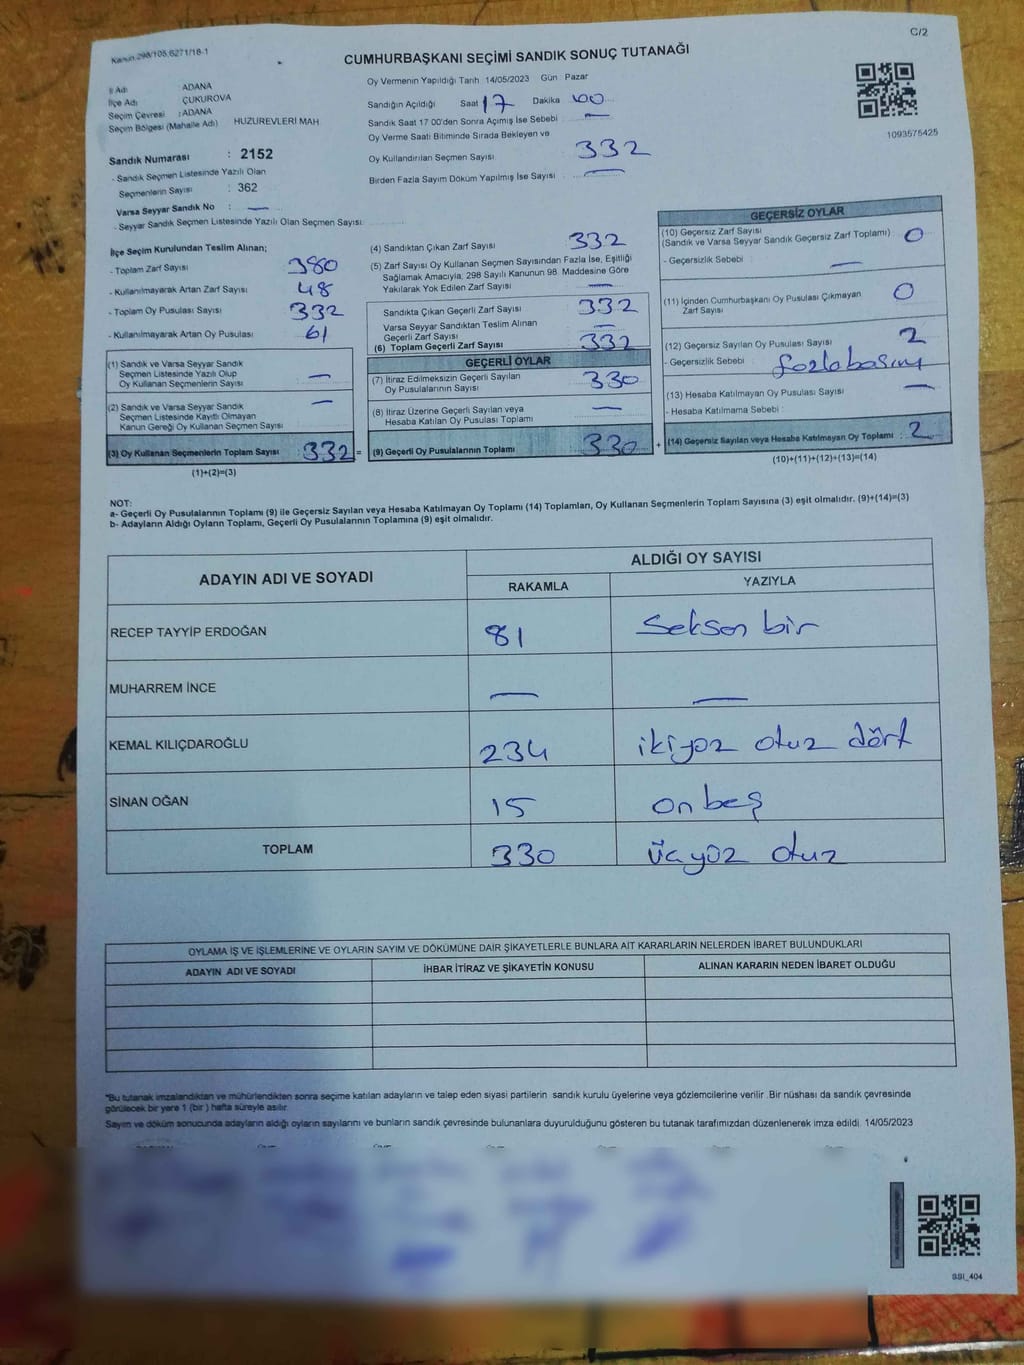 Kanun 298/105,6271/18-1
C/2
CUMHURBAŞKANI SEÇİMİ SANDIK SONUÇ TUTANAĞI
İl Adı : ADANA
İlçe Adı ÇUKUROVA
Seçim Çevresi : ADANA
Seçim Bölgesi (Mahalle Adı) HUZUREVLERİ MAH
Sandık Numarası : 2152
- Sandık Seçmen Listesinde Yazılı Olan
Seçmenlerin Sayısı : 362
Varsa Seyyar Sandık No : —
- Seyyar Sandık Seçmen Listesinde Yazılı Olan Seçmen Sayısı:
Oy Vermenin Yapıldığı Tarih 14/05/2023 Gün Pazar
Sandığın Açıldığı Saat 17 Dakika 00
Sandık Saat 17:00'den Sonra Açımış İse Sebebi : —
Oy Verme Saati Bitiminde Sırada Bekleyen ve
Oy Kullandırılan Seçmen Sayısı 332
Birden Fazla Sayım Döküm Yapılmış İse Sayısı : —
1093575425
İlçe Seçim Kurulundan Teslim Alınan;
- Toplam Zarf Sayısı 380
- Kullanılmayarak Artan Zarf Sayısı 48
- Toplam Oy Pusulası Sayısı 332
- Kullanılmayarak Artan Oy Pusulası 61
(1) Sandık ve Varsa Seyyar Sandık
Seçmen Listesinde Yazılı Olup
Oy Kullanan Seçmenlerin Sayısı —
(2) Sandık ve Varsa Seyyar Sandık
Seçmen Listesinde Kayıtlı Olmayan
Kanun Gereği Oy Kullanan Seçmen Sayısı —
(3) Oy Kullanan Seçmenlerin Toplam Sayısı : 332 =
(1)+(2)=(3)
(4) Sandıktan Çıkan Zarf Sayısı 332
(5) Zarf Sayısı Oy Kullanan Seçmen Sayısından Fazla İse, Eşitliği
Sağlamak Amacıyla, 298 Sayılı Kanunun 98. Maddesine Göre
Yakılarak Yok Edilen Zarf Sayısı —
Sandıkta Çıkan Geçerli Zarf Sayısı 332
Varsa Seyyar Sandıktan Teslim Alınan
Geçerli Zarf Sayısı —
(6) Toplam Geçerli Zarf Sayısı 332
GEÇERLİ OYLAR
(7) İtiraz Edilmeksizin Geçerli Sayılan
Oy Pusulalarının Sayısı 330
(8) İtiraz Üzerine Geçerli Sayılan veya
Hesaba Katılan Oy Pusulası Toplamı —
(9) Geçerli Oy Pusulalarının Toplamı 330 +
GEÇERSİZ OYLAR
(10) Geçersiz Zarf Sayısı
(Sandık ve Varsa Seyyar Sandık Geçersiz Zarf Toplamı) 0
- Geçersizlik Sebebi : —
(11) İçinden Cumhurbaşkanı Oy Pusulası Çıkmayan
Zarf Sayısı 0
(12) Geçersiz Sayılan Oy Pusulası Sayısı 2
- Geçersizlik Sebebi : fazla basım
(13) Hesaba Katılmayan Oy Pusulası Sayısı —
- Hesaba Katılmama Sebebi :
(14) Geçersiz Sayılan veya Hesaba Katılmayan Oy Toplamı : 2
(10)+(11)+(12)+(13)=(14)
NOT:
a- Geçerli Oy Pusulalarının Toplamı (9) ile Geçersiz Sayılan veya Hesaba Katılmayan Oy Toplamı (14) Toplamları, Oy Kullanan Seçmenlerin Toplam Sayısına (3) eşit olmalıdır. (9)+(14)=(3)
b- Adayların Aldığı Oyların Toplamı, Geçerli Oy Pusulalarının Toplamına (9) eşit olmalıdır.
ADAYIN ADI VE SOYADI ALDIĞI OY SAYISI
RAKAMLA YAZIYLA
RECEP TAYYİP ERDOĞAN 81 Seksen bir
MUHARREM İNCE — —
KEMAL KILIÇDAROĞLU 234 ikiyüz otuz dört
SİNAN OĞAN 15 on beş
TOPLAM 330 üçyüz otuz
OYLAMA İŞ VE İŞLEMLERİNE VE OYLARIN SAYIM VE DÖKÜMÜNE DAİR ŞİKAYETLERLE BUNLARA AİT KARARLARIN NELERDEN İBARET BULUNDUKLARI
ADAYIN ADI VE SOYADI İHBAR İTİRAZ VE ŞİKAYETİN KONUSU ALINAN KARARIN NEDEN İBARET OLDUĞU
"Bu tutanak imzalandıktan ve mühürlendikten sonra seçime katılan adayların ve talep eden siyasi partilerin sandık kurulu üyelerine veya gözlemcilerine verilir. Bir nüshası da sandık çevresinde
görülecek bir yere 1 (bir ) hafta süreyle asılır.
Sayım ve döküm sonucunda adayların aldığı oyların sayılarını ve bunların sandık çevresinde bulunanlara duyurulduğunu gösteren bu tutanak tarafımızdan düzenlenerek imza edildi. 14/05/2023
SSI_404